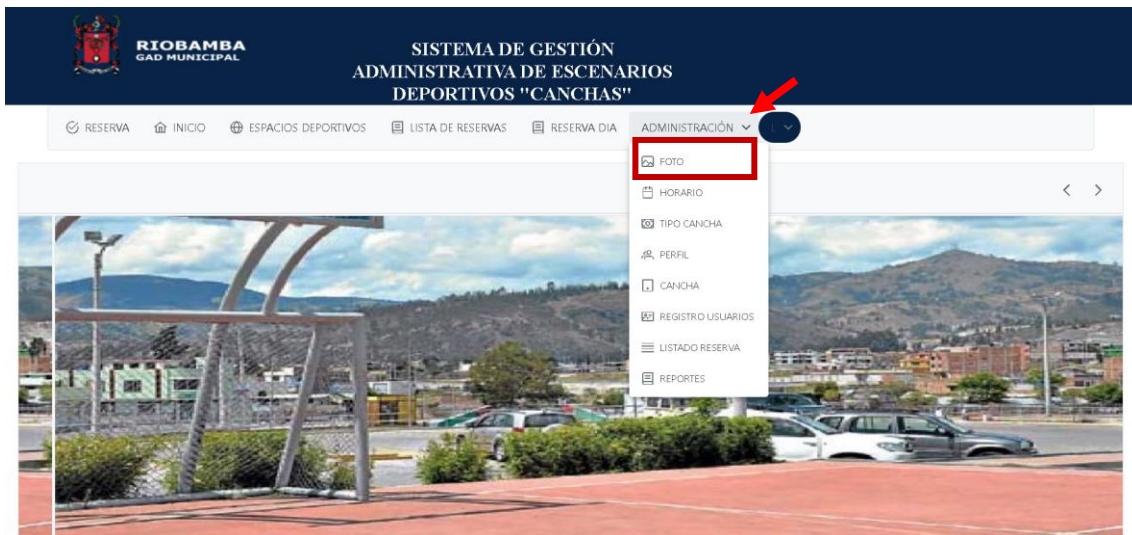 RIOBAMBA
GAD MUNICIPAL
SISTEMA DE GESTIÓN
ADMINISTRATIVA DE ESCENARIOS
DEPORTIVOS "CANCHAS"
RESERVA INICIO ESPACIOS DEPORTIVOS LISTA DE RESERVAS RESERVA DIA ADMINISTRACIÓN L
FOTO
HORARIO
TIPO CANCHA
PERFIL
CANCHA
REGISTRO USUARIOS
LISTADO RESERVA
REPORTES